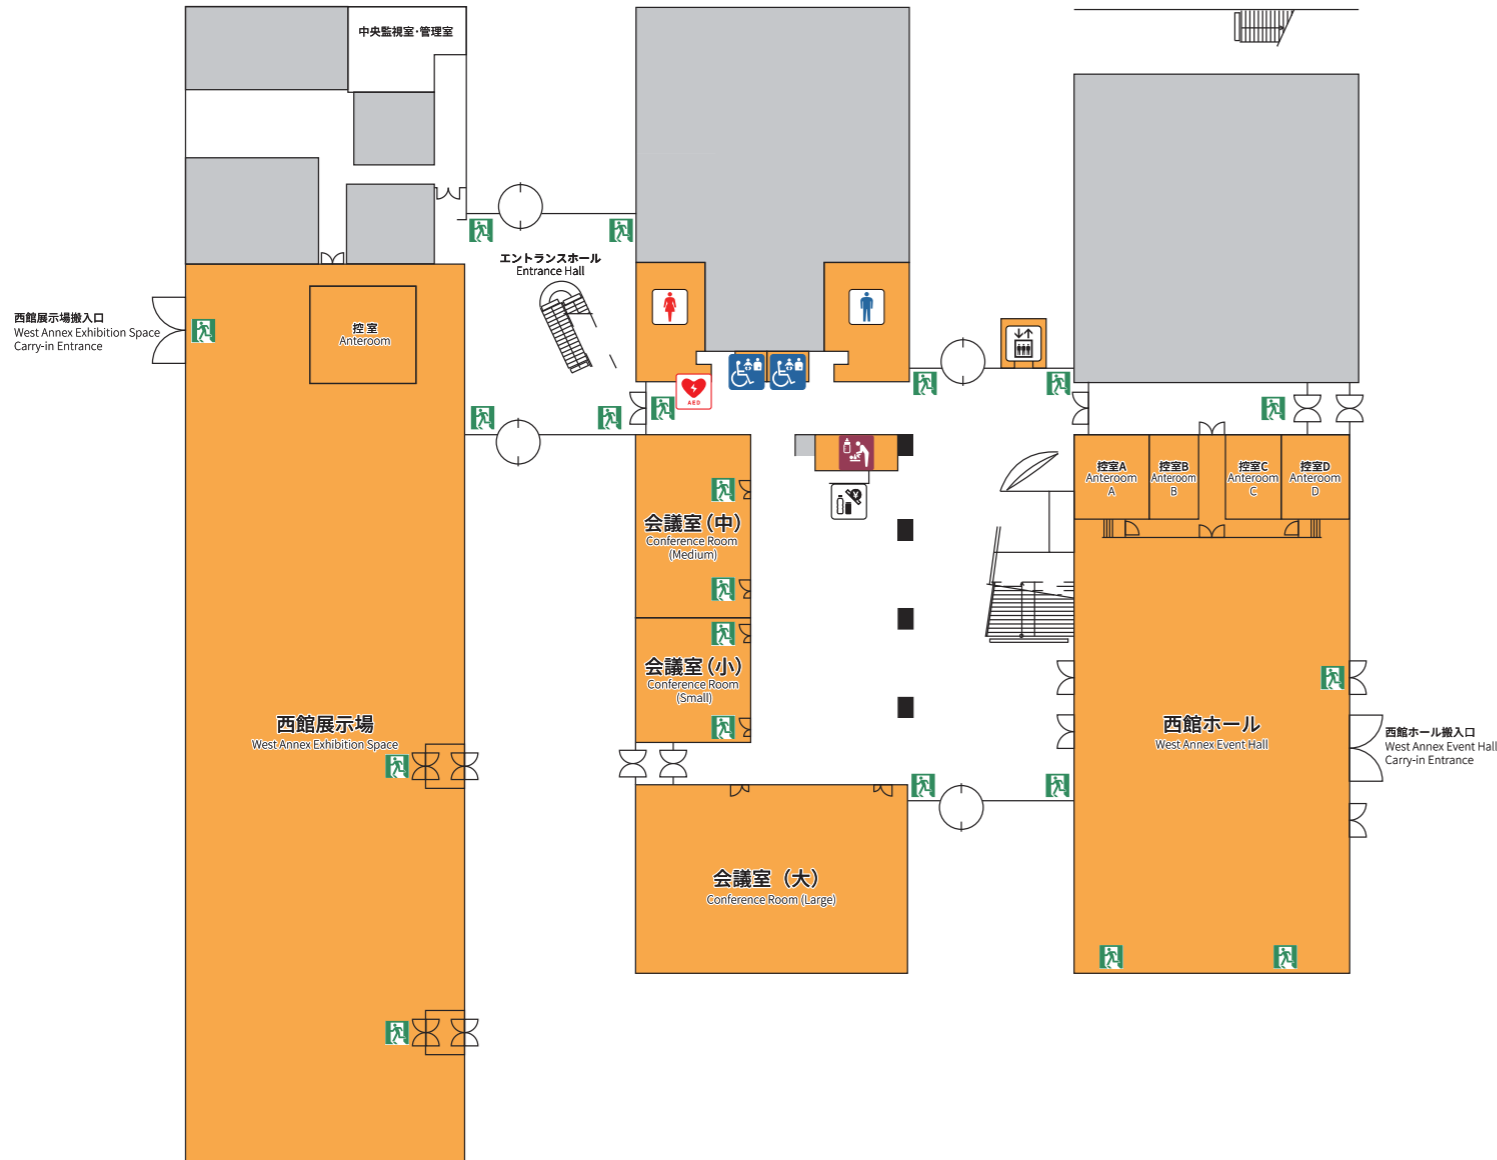 中央監視室･管理室
エントランスホール
Entrance Hall
西館展示場搬入口
West Annex Exhibition Space
Carry-in Entrance
控室
Anteroom
AED
控室A
Anteroom
A
控室B
Anteroom
B
控室C
Anteroom
C
控室D
Anteroom
D
会議室（中）
Conference Room
(Medium)
会議室（小）
Conference Room
(Small)
西館展示場
West Annex Exhibition Space
西館ホール
West Annex Event Hall
西館ホール搬入口
West Annex Event Hall
Carry-in Entrance
会議室（大）
Conference Room (Large)